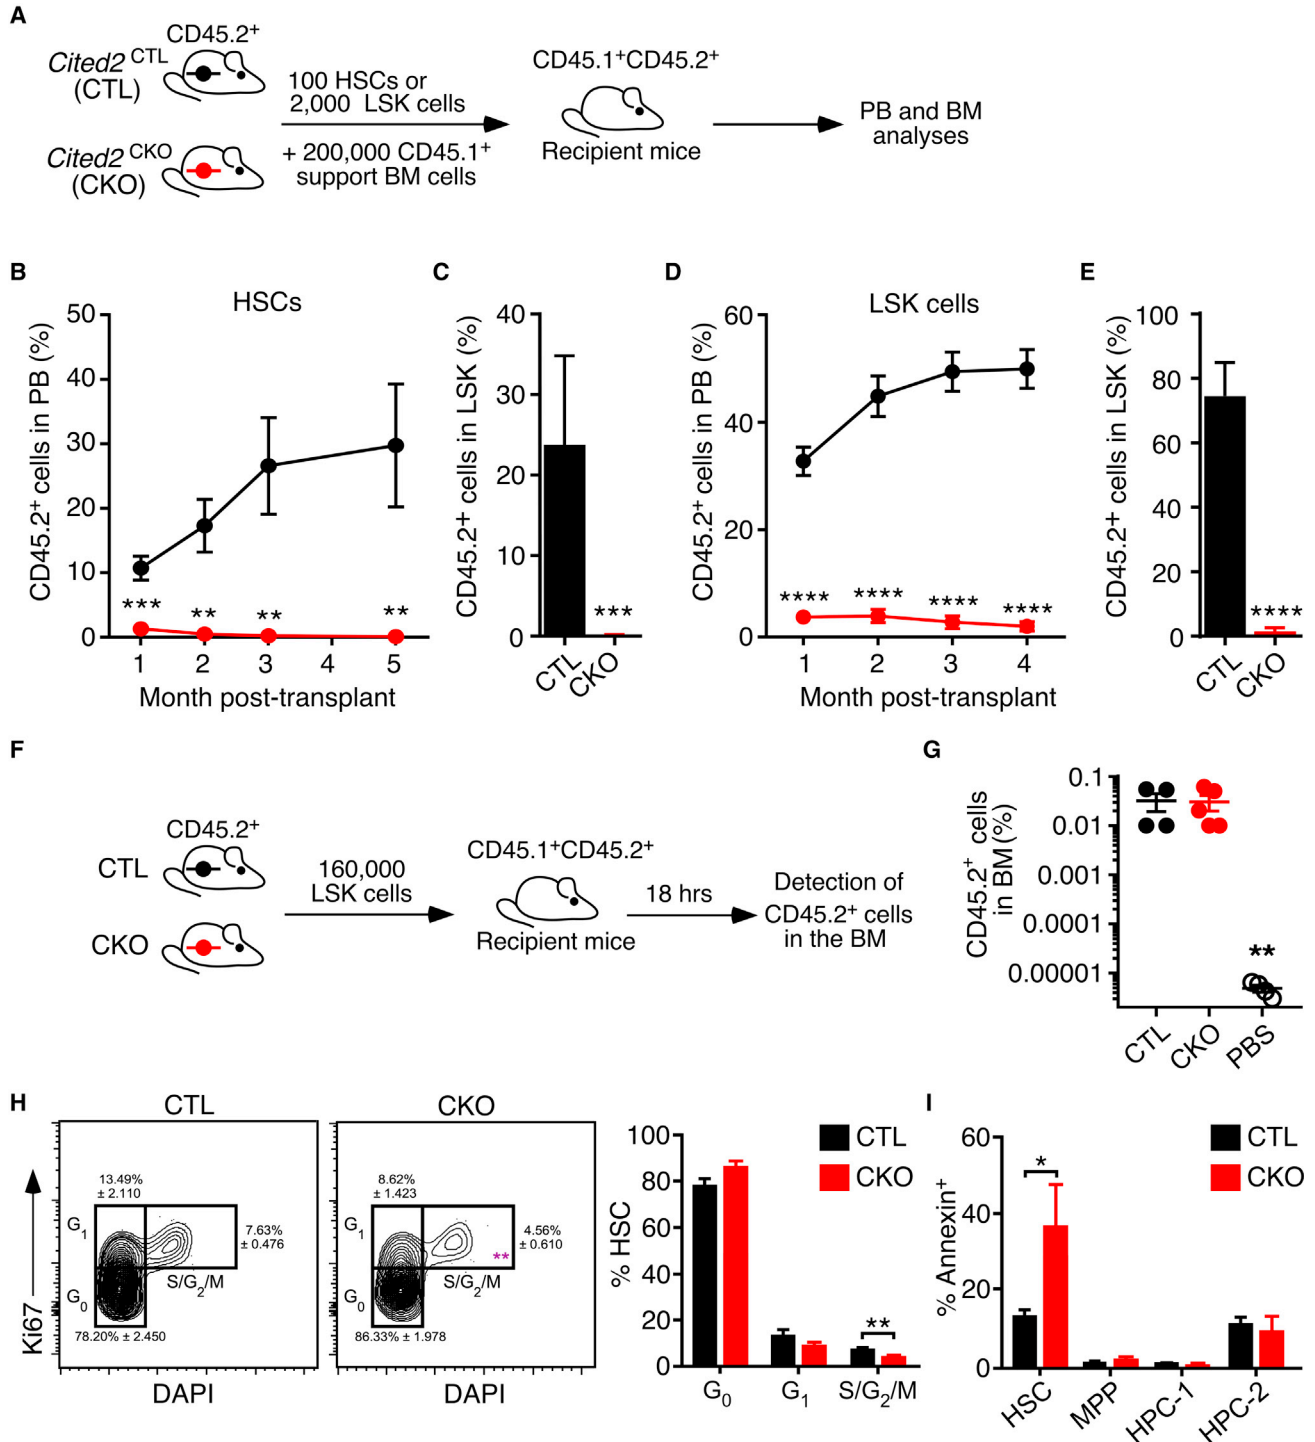 A
CD45.2⁺
Cited2 CTL
(CTL)
Cited2 CKO
(CKO)
100 HSCs or
2,000 LSK cells
+ 200,000 CD45.1⁺
support BM cells
CD45.1⁺CD45.2⁺
Recipient mice
PB and BM
analyses
B
HSCs
CD45.2⁺ cells in PB (%)
50
40
30
20
10
0
*** ** ** **
1 2 3 4 5
Month post-transplant
C
CD45.2⁺ cells in LSK (%)
40
30
20
10
0
***
CTL CKO
D
LSK cells
CD45.2⁺ cells in PB (%)
60
40
20
0
**** **** **** ****
1 2 3 4
Month post-transplant
E
CD45.2⁺ cells in LSK (%)
100
80
60
40
20
0
****
CTL CKO
F
CD45.2⁺
CTL
CKO
160,000
LSK cells
CD45.1⁺CD45.2⁺
Recipient mice
18 hrs
Detection of
CD45.2⁺ cells
in the BM
G
CD45.2⁺ cells
in BM (%)
0.1
0.01
0.001
0.0001
0.00001
**
CTL CKO PBS
H
CTL
13.49%
± 2.110
G₁
7.63%
± 0.476
S/G₂/M
G₀
78.20% ± 2.450
Ki67
DAPI
CKO
8.62%
± 1.423
G₁
4.56%
± 0.610
**
S/G₂/M
G₀
86.33% ± 1.978
DAPI
% HSC
100
80
60
40
20
0
CTL
CKO
**
G₀ G₁ S/G₂/M
I
% Annexin⁺
60
40
20
0
CTL
CKO
*
HSC MPP HPC-1 HPC-2